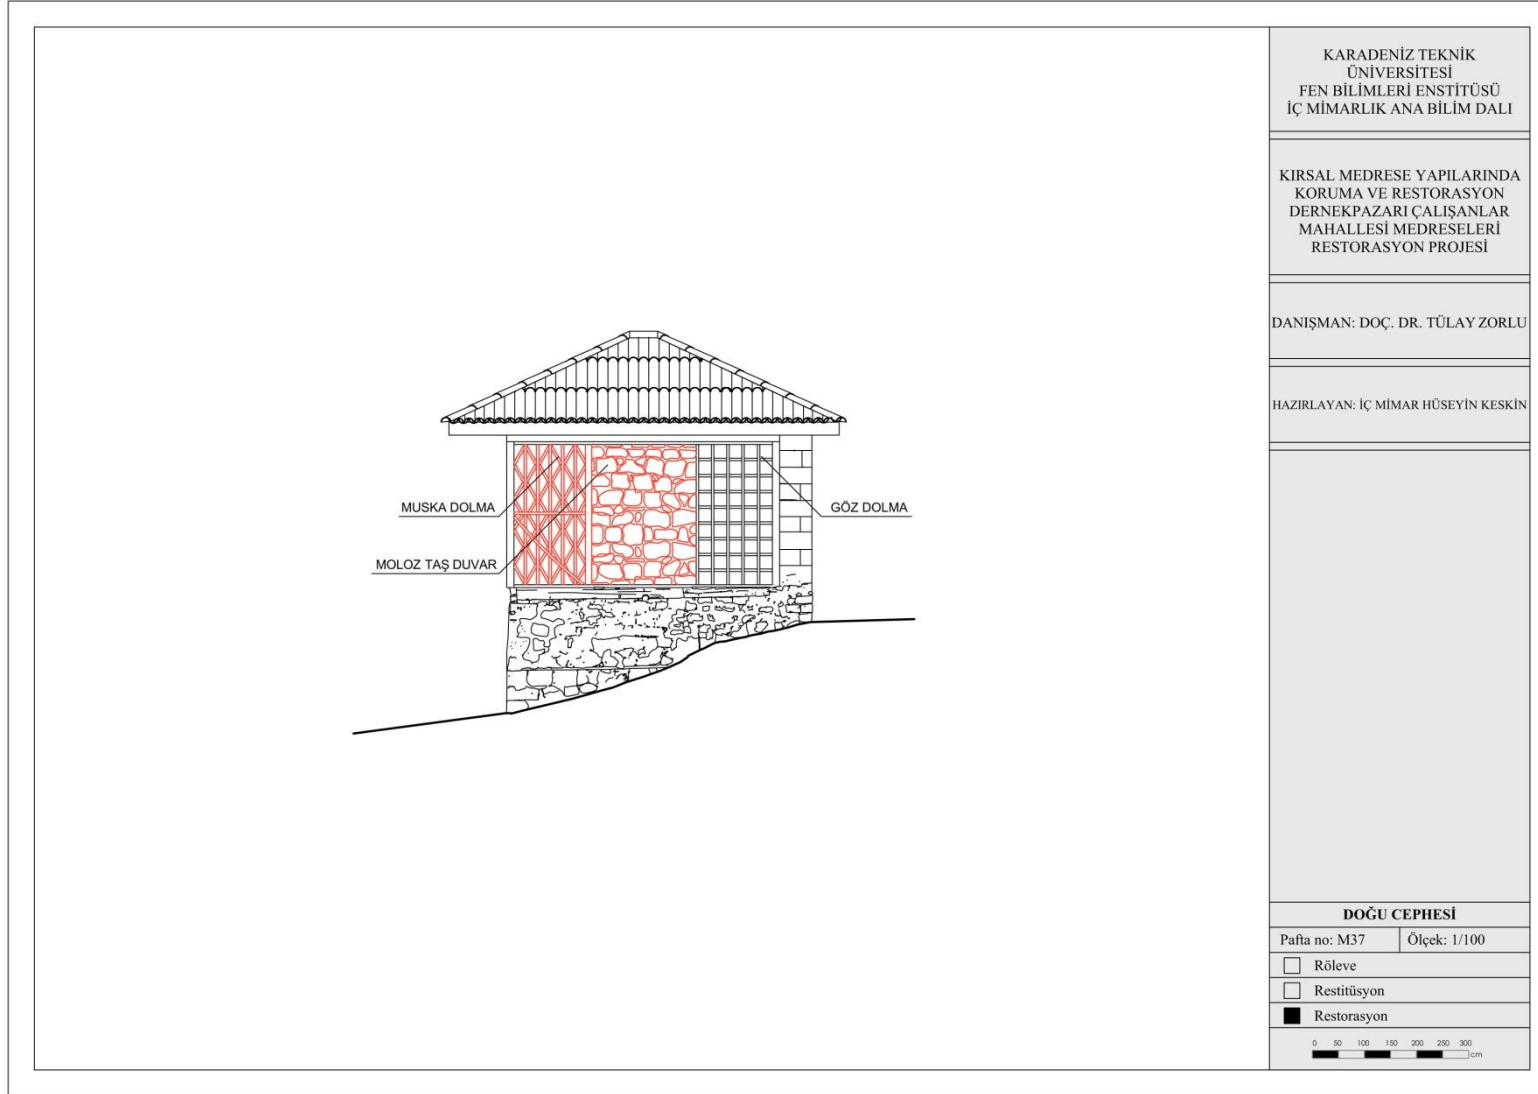 KARADENİZ TEKNİK
ÜNİVERSİTESİ
FEN BİLİMLERİ ENSTİTÜSÜ
İÇ MİMARLIK ANA BİLİM DALI
KIRSAL MEDRESE YAPILARINDA
KORUMA VE RESTORASYON
DERNEKPAZARI ÇALIŞANLAR
MAHALLESİ MEDRESELERİ
RESTORASYON PROJESİ
DANIŞMAN: DOÇ. DR. TÜLAY ZORLU
HAZIRLAYAN: İÇ MİMAR HÜSEYİN KESKİN
MUSKA DOLMA
GÖZ DOLMA
MOLOZ TAŞ DUVAR
DOĞU CEPHESİ
Pafta no: M37 Ölçek: 1/100
Röleve
Restitüsyon
Restorasyon
0 50 100 150 200 250 300
cm